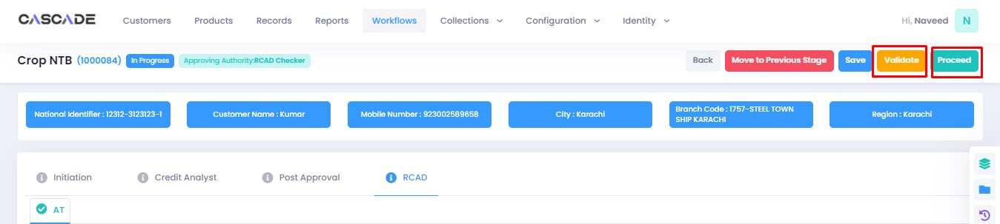 CASCADE Customers Products Records Reports Workflows Collections Configuration Identity Hi, Naveed N
Crop NTB (1000084) In Progress Approving Authority:RCAD Checker Back Move to Previous Stage Save Validate Proceed
National Identifier : 12312-3123123-1
Customer Name : Kumar
Mobile Number : 923002589658
City : Karachi
Branch Code : 1757-STEEL TOWN
SHIP KARACHI
Region : Karachi
Initiation Credit Analyst Post Approval RCAD
AT